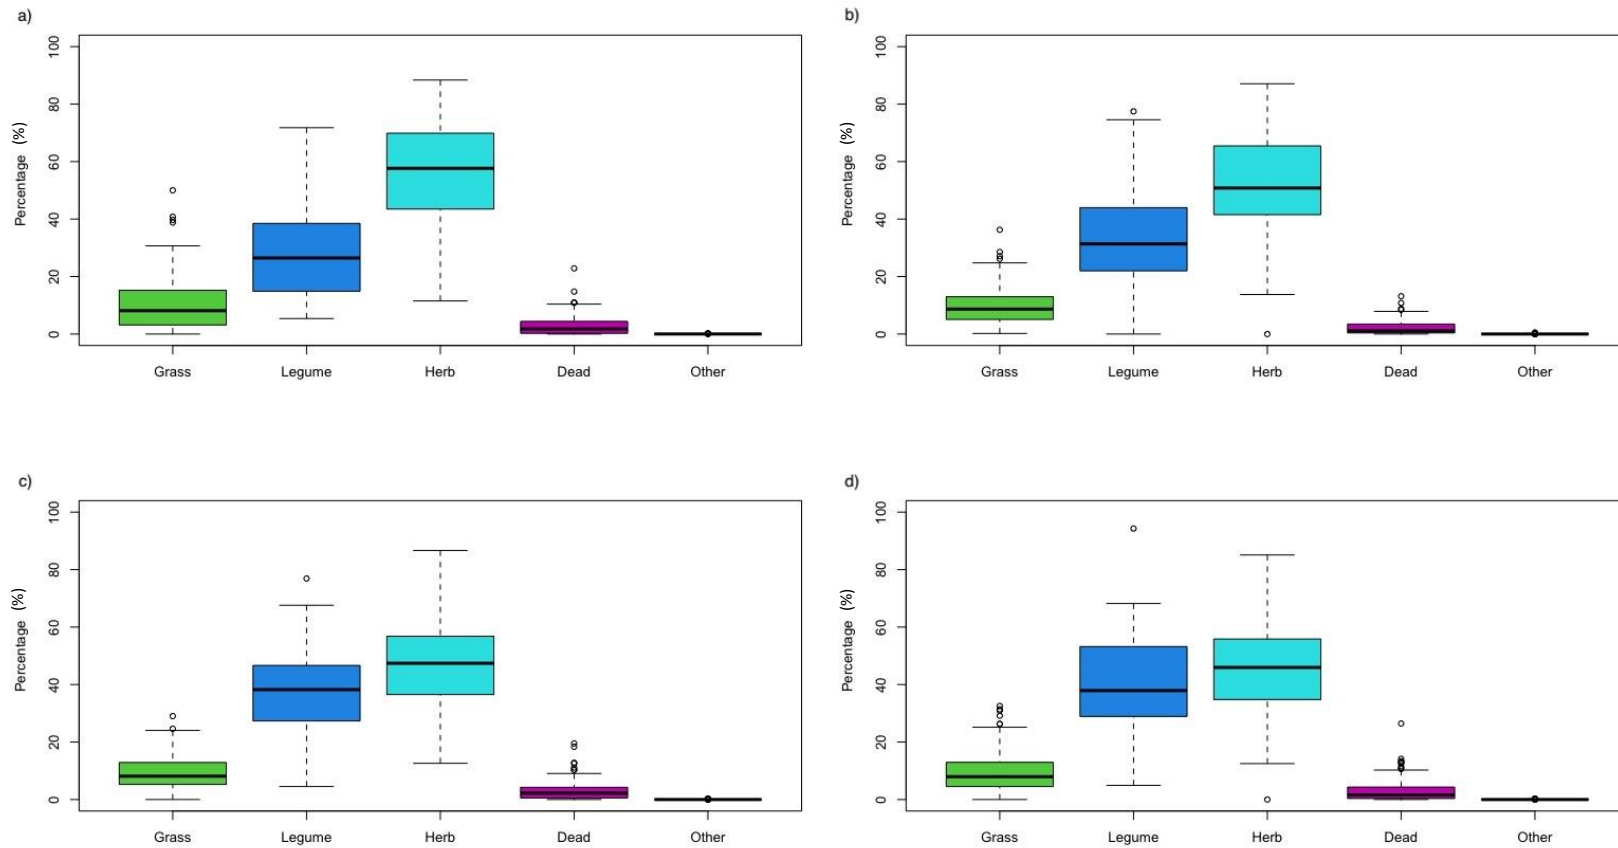 a)
Percentage (%)
0 20 40 60 80 100
Grass Legume Herb Dead Other
b)
Percentage (%)
0 20 40 60 80 100
Grass Legume Herb Dead Other
c)
Percentage (%)
0 20 40 60 80 100
Grass Legume Herb Dead Other
d)
Percentage (%)
0 20 40 60 80 100
Grass Legume Herb Dead Other